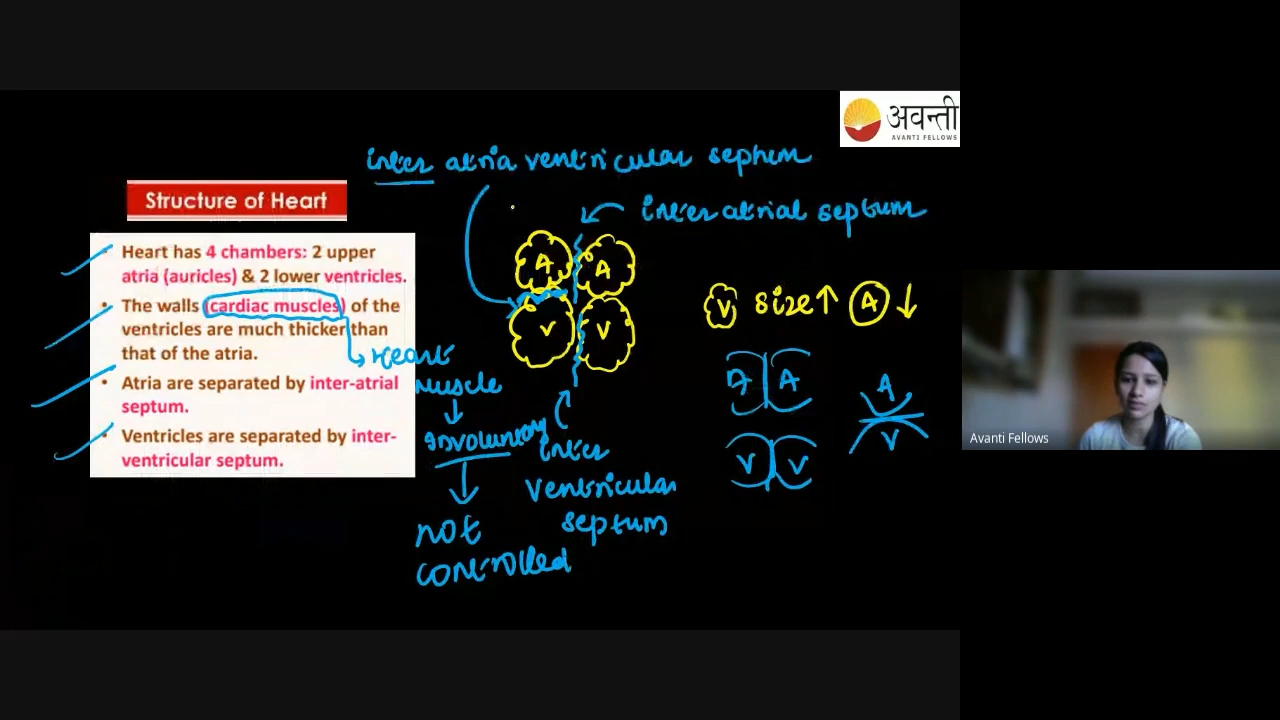 अवन्ती
AVANTI FELLOWS
inter atria ventricular septum
inter atrial septum
Structure of Heart
Heart has 4 chambers: 2 upper
atria (auricles) & 2 lower ventricles.
The walls (cardiac muscles) of the
ventricles are much thicker than
that of the atria.
Atria are separated by inter-atrial
septum.
Ventricles are separated by inter-
ventricular septum.
Heart
muscle
Involuntary
not
controlled
A A
V V
inter
ventricular
septum
V size↑ A ↓
A A
V V
A
V
Avanti Fellows